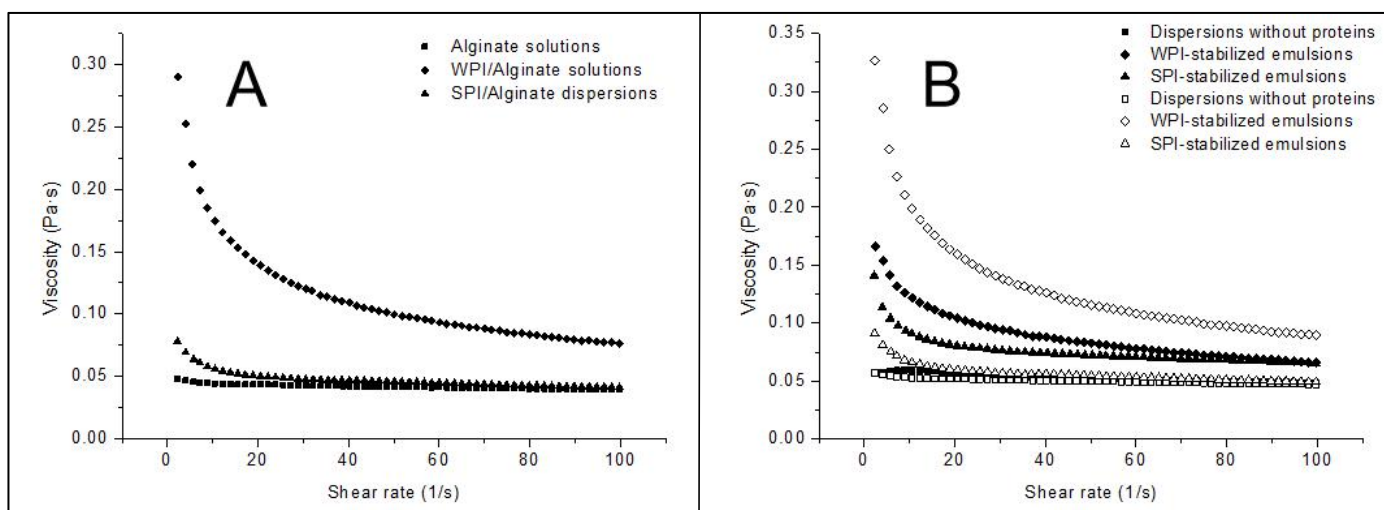 A
Alginate solutions
WPI/Alginate solutions
SPI/Alginate dispersions
Viscosity (Pa·s)
0.30
0.25
0.20
0.15
0.10
0.05
0.00
0 20 40 60 80 100
Shear rate (1/s)
B
Dispersions without proteins
WPI-stabilized emulsions
SPI-stabilized emulsions
Dispersions without proteins
WPI-stabilized emulsions
SPI-stabilized emulsions
Viscosity (Pa·s)
0.35
0.30
0.25
0.20
0.15
0.10
0.05
0.00
0 20 40 60 80 100
Shear rate (1/s)